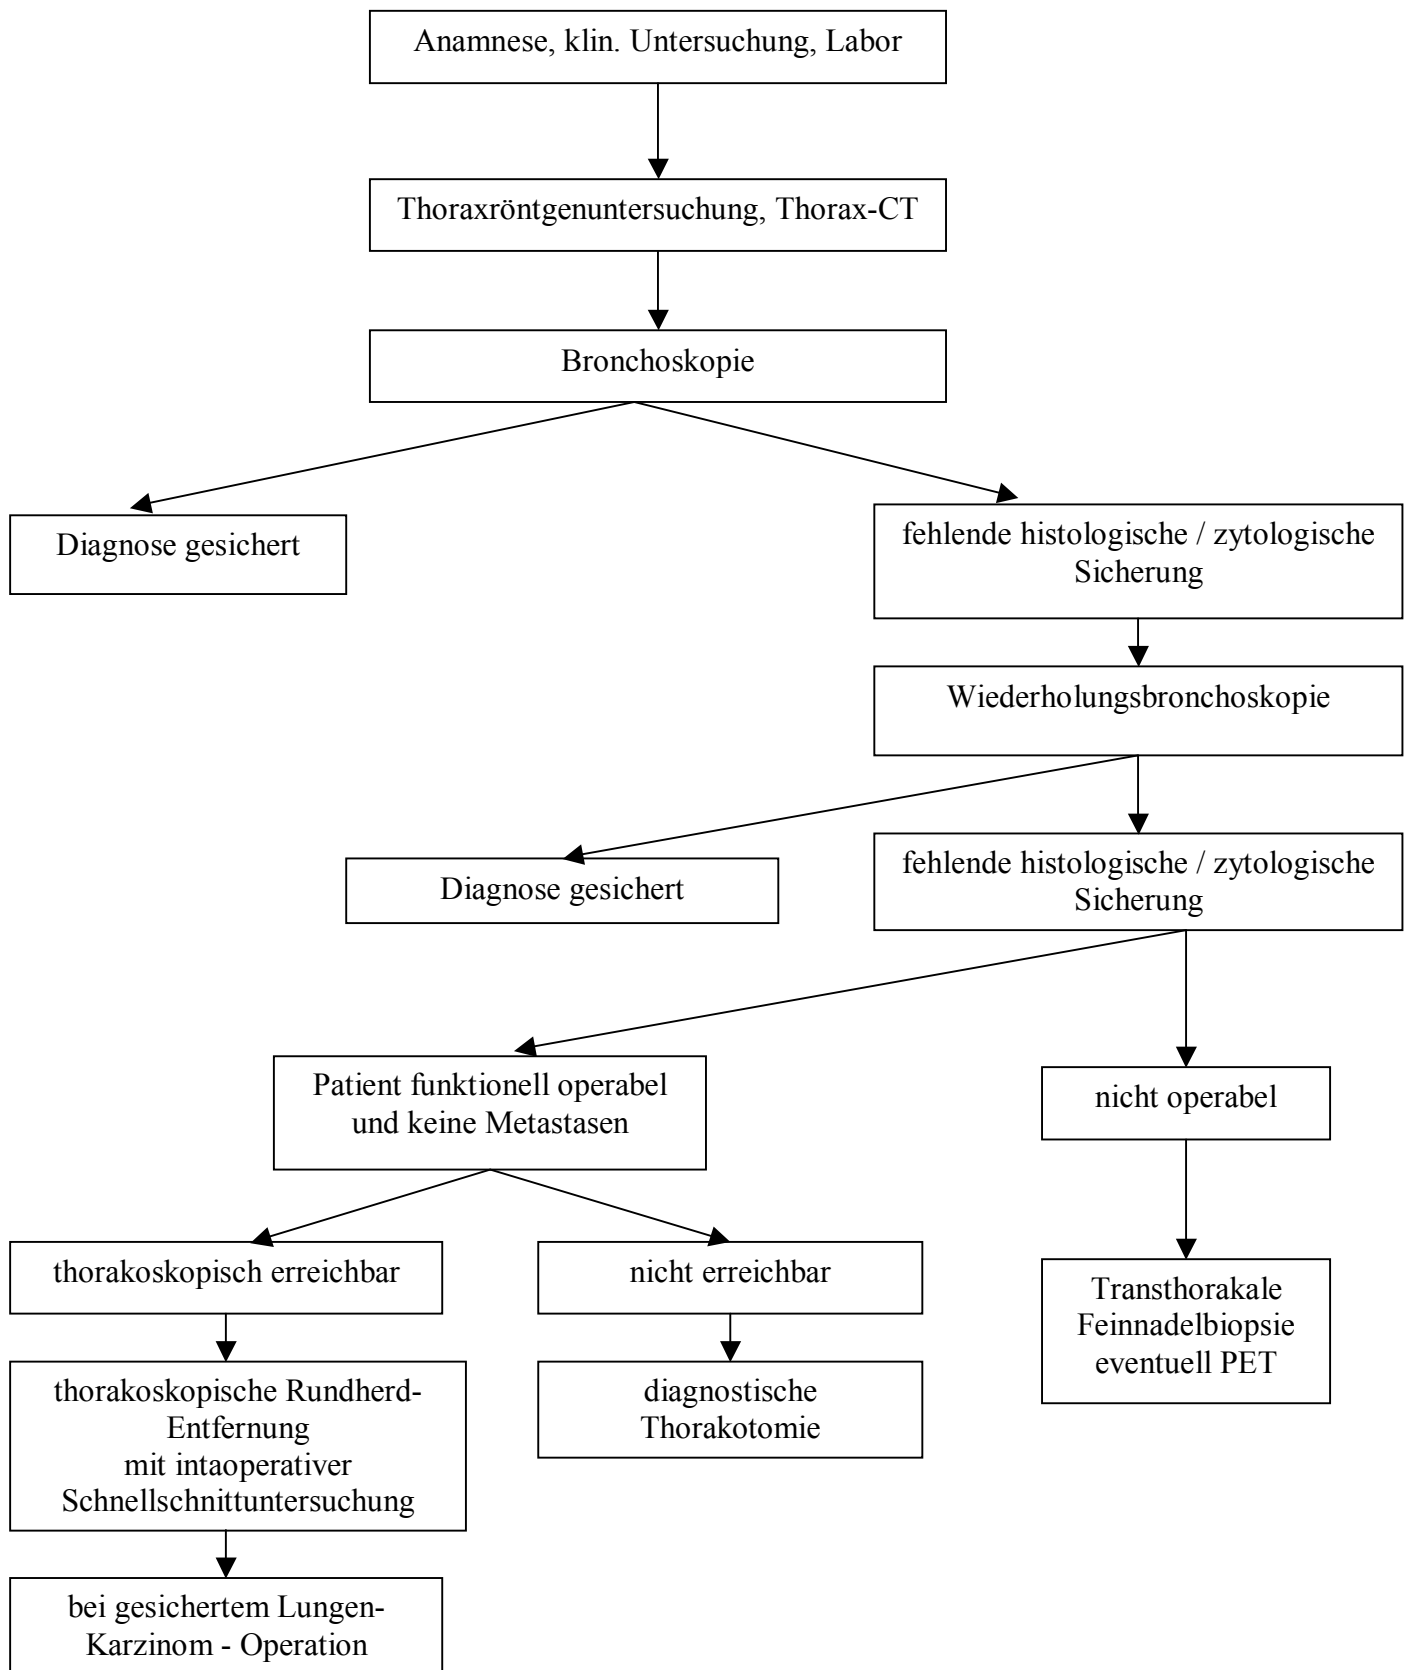 Anamnese, klin. Untersuchung, Labor
Thoraxröntgenuntersuchung, Thorax-CT
Bronchoskopie
Diagnose gesichert
fehlende histologische / zytologische
Sicherung
Wiederholungsbronchoskopie
Diagnose gesichert
fehlende histologische / zytologische
Sicherung
Patient funktionell operabel
und keine Metastasen
nicht operabel
thorakoskopisch erreichbar
nicht erreichbar
Transthorakale
Feinnadelbiopsie
eventuell PET
thorakoskopische Rundherd-
Entfernung
mit intaoperativer
Schnellschnittuntersuchung
diagnostische
Thorakotomie
bei gesichertem Lungen-
Karzinom - Operation